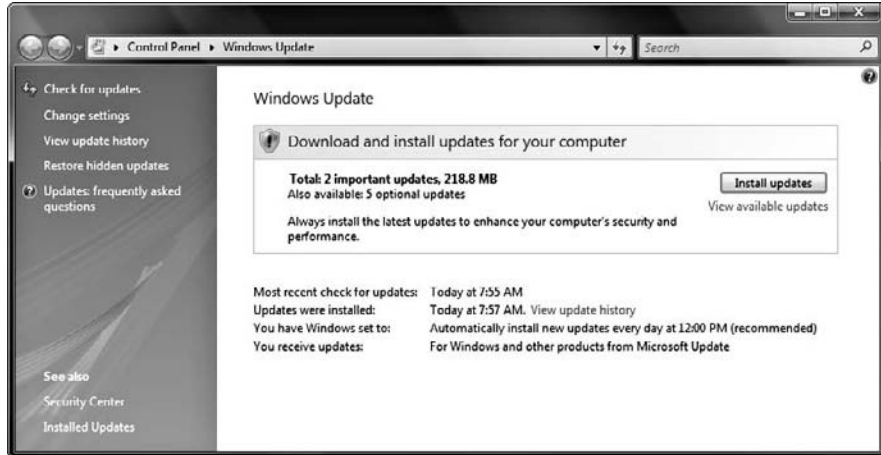 Control Panel ▸ Windows Update
Search
Check for updates
Change settings
View update history
Restore hidden updates
Updates: frequently asked
questions
See also
Security Center
Installed Updates
Windows Update
Download and install updates for your computer
Total: 2 important updates, 218.8 MB
Also available: 5 optional updates
Install updates
View available updates
Always install the latest updates to enhance your computer's security and
performance.
Most recent check for updates: Today at 7:55 AM
Updates were installed: Today at 7:57 AM. View update history
You have Windows set to: Automatically install new updates every day at 12:00 PM (recommended)
You receive updates: For Windows and other products from Microsoft Update